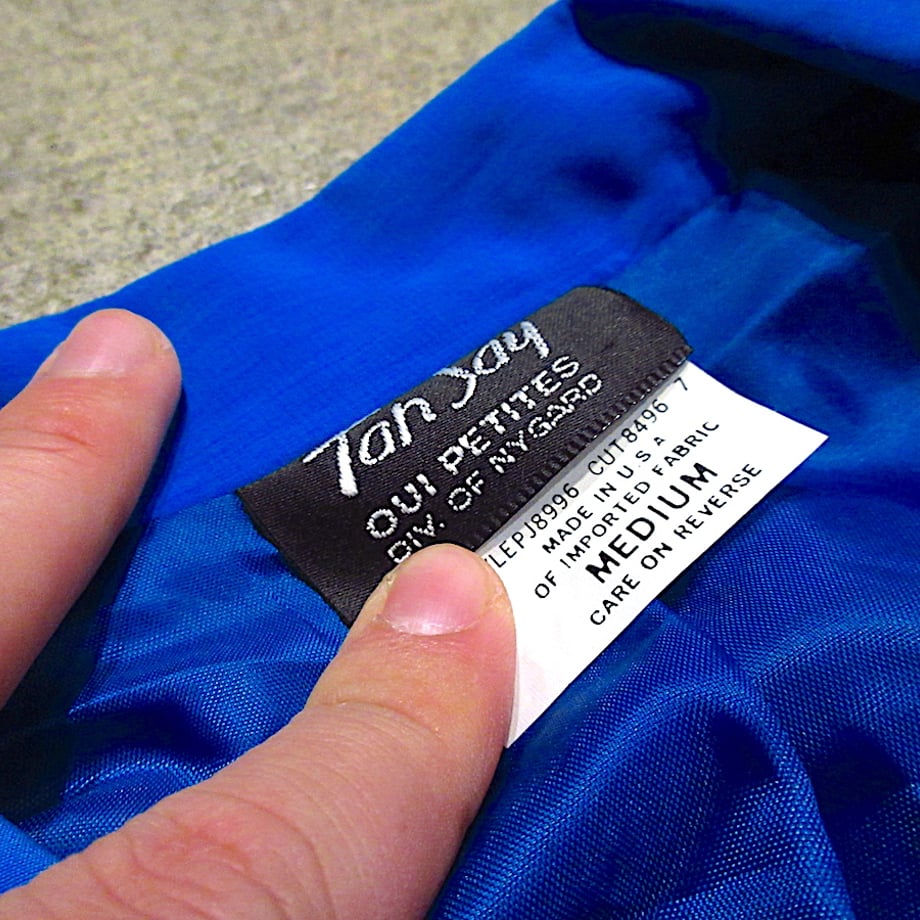 Tan Jay
OUI PETITES
DIV. OF NYGARD
LEPJ8996 CUT8496 7
MADE IN U.S.A
OF IMPORTED FABRIC
MEDIUM
CARE ON REVERSE